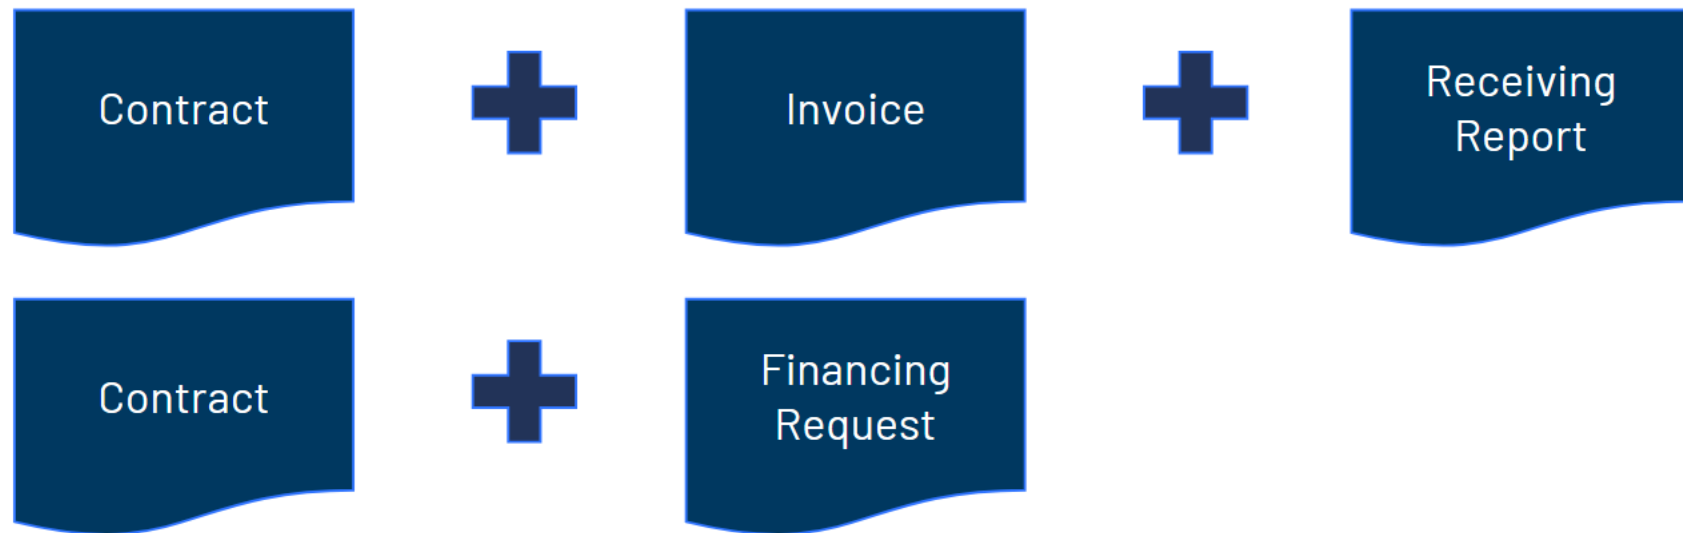 Contract
Invoice
Receiving
Report
Contract
Financing
Request